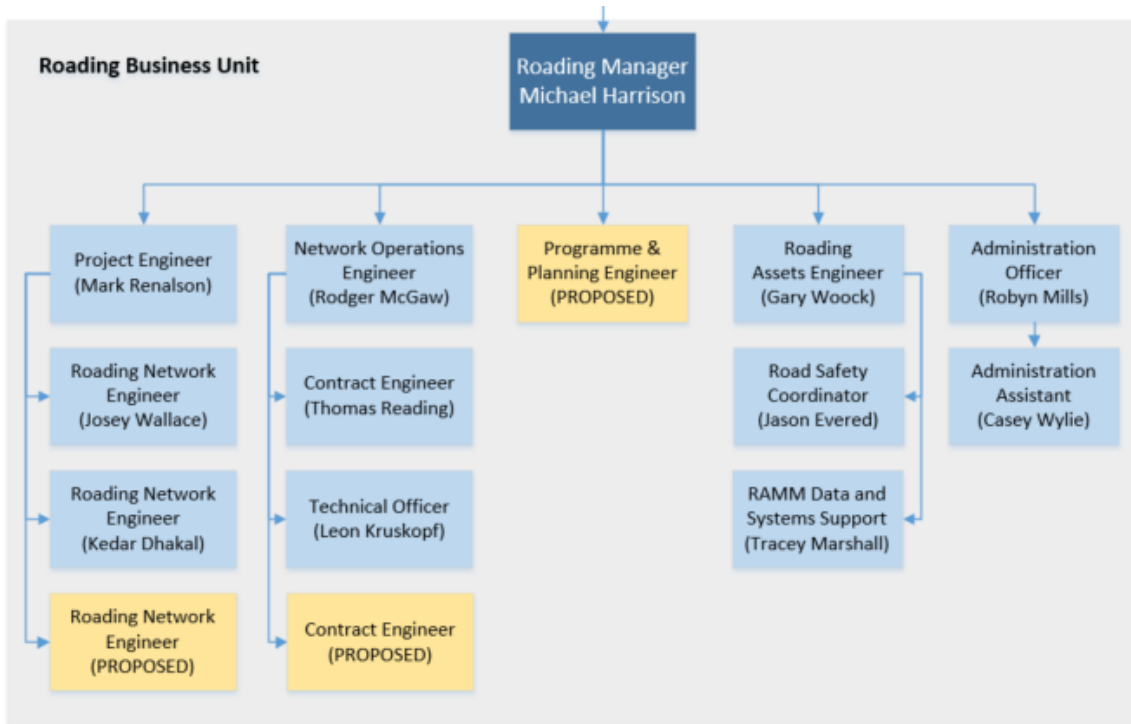 Roading Business Unit
Roading Manager
Michael Harrison
Project Engineer
(Mark Renalson)
Network Operations
Engineer
(Rodger McGaw)
Programme &
Planning Engineer
(PROPOSED)
Roading
Assets Engineer
(Gary Woock)
Administration
Officer
(Robyn Mills)
Roading Network
Engineer
(Josey Wallace)
Contract Engineer
(Thomas Reading)
Road Safety
Coordinator
(Jason Evered)
Administration
Assistant
(Casey Wylie)
Roading Network
Engineer
(Kedar Dhakal)
Technical Officer
(Leon Kruskopf)
RAMM Data and
Systems Support
(Tracey Marshall)
Roading Network
Engineer
(PROPOSED)
Contract Engineer
(PROPOSED)